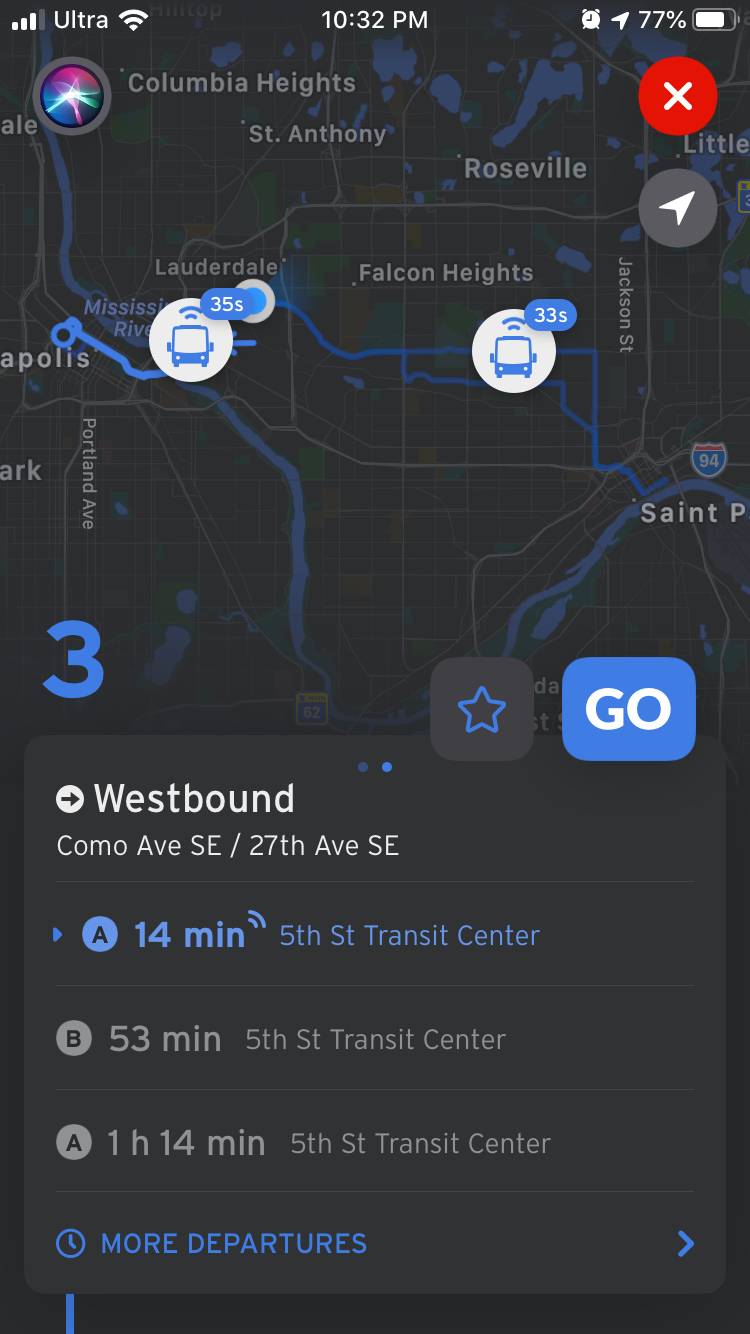 Ultra 10:32 PM 77%
Hilltop
Columbia Heights
ale
St. Anthony
Little
Roseville
Lauderdale
Falcon Heights
Jackson St
35s
33s
Mississi
Rive
apolis
Portland Ave
94
ark
Saint P
3
62
da
st S
GO
Westbound
Como Ave SE / 27th Ave SE
A 14 min 5th St Transit Center
B 53 min 5th St Transit Center
A 1 h 14 min 5th St Transit Center
MORE DEPARTURES